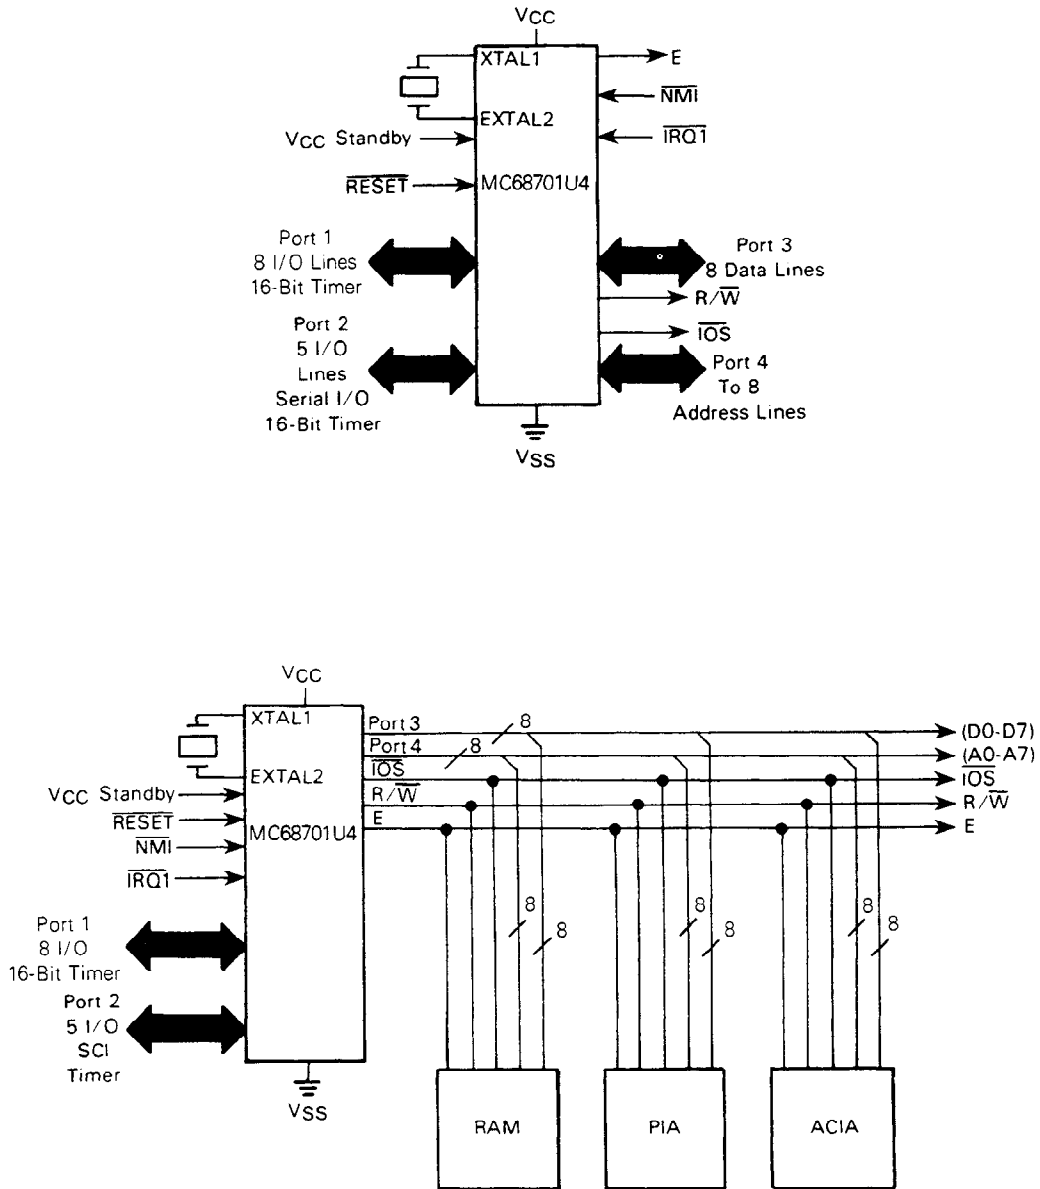 VCC
XTAL1
E
NMI
EXTAL2
VCC Standby
IRQ1
RESET
MC68701U4
Port 1
8 I/O Lines
16-Bit Timer
Port 3
8 Data Lines
R/W
IOS
Port 2
5 I/O
Lines
Serial I/O
16-Bit Timer
Port 4
To 8
Address Lines
VSS
VCC
XTAL1
Port 3
8
(D0-D7)
Port 4
8
(A0-A7)
IOS
IOS
EXTAL2
VCC Standby
R/W
R/W
RESET
E
E
MC68701U4
NMI
IRQ1
8
8
8
8
8
8
Port 1
8 I/O
16-Bit Timer
Port 2
5 I/O
SCI
Timer
VSS
RAM
PIA
ACIA